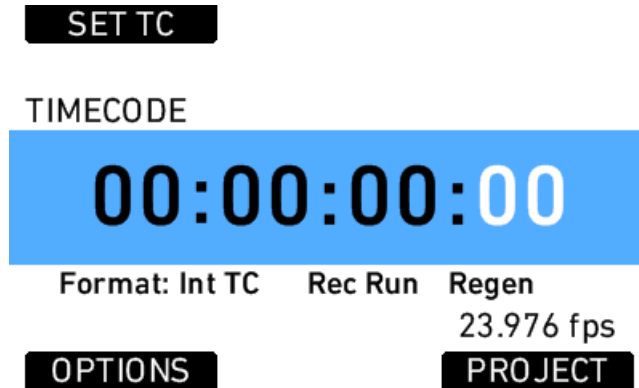 SET TC
TIMECODE
00:00:00:00
Format: Int TC Rec Run Regen
23.976 fps
OPTIONS PROJECT